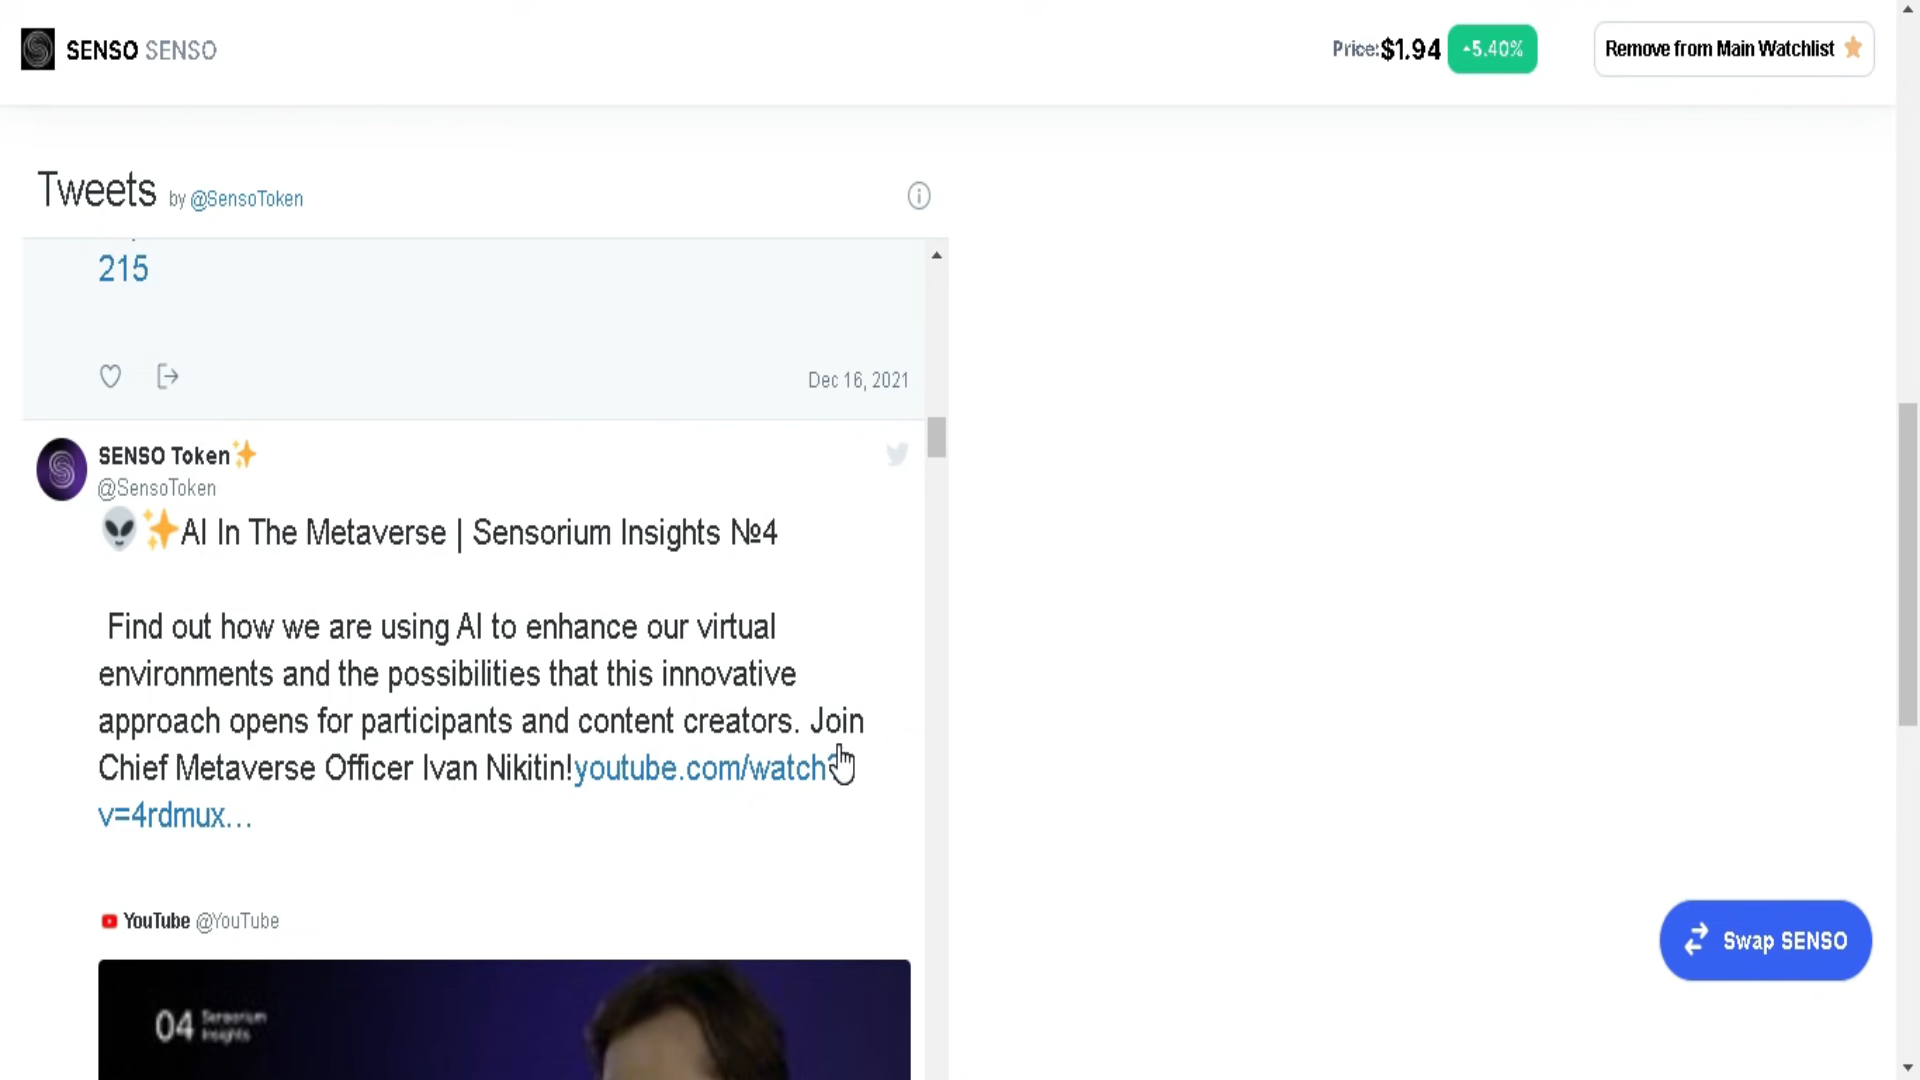 SENSO SENSO
Price:$1.94 5.40%
Remove from Main Watchlist
Tweets by @SensoToken
215
Dec 16, 2021
SENSO Token✨
@SensoToken
👽✨AI In The Metaverse | Sensorium Insights №4
Find out how we are using AI to enhance our virtual
environments and the possibilities that this innovative
approach opens for participants and content creators. Join
Chief Metaverse Officer Ivan Nikitin!youtube.com/watch?
v=4rdmux…
YouTube @YouTube
Swap SENSO
04 Sensorium
Insights